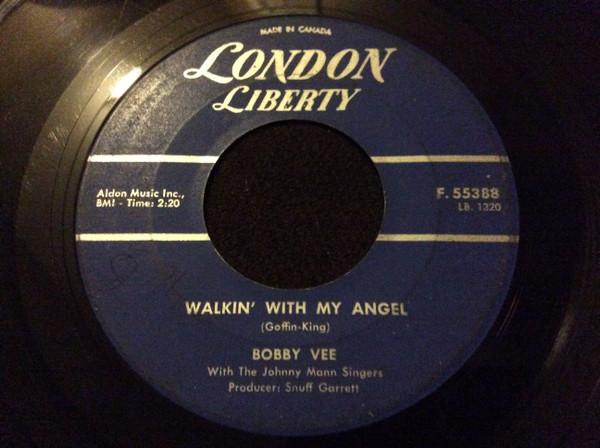 MADE IN CANADA
LONDON
LIBERTY
Aldon Music Inc.,
BMI - Time: 2:20
F. 55388
LB. 1320
WALKIN' WITH MY ANGEL
(Goffin-King)
BOBBY VEE
With The Johnny Mann Singers
Producer: Snuff Garrett